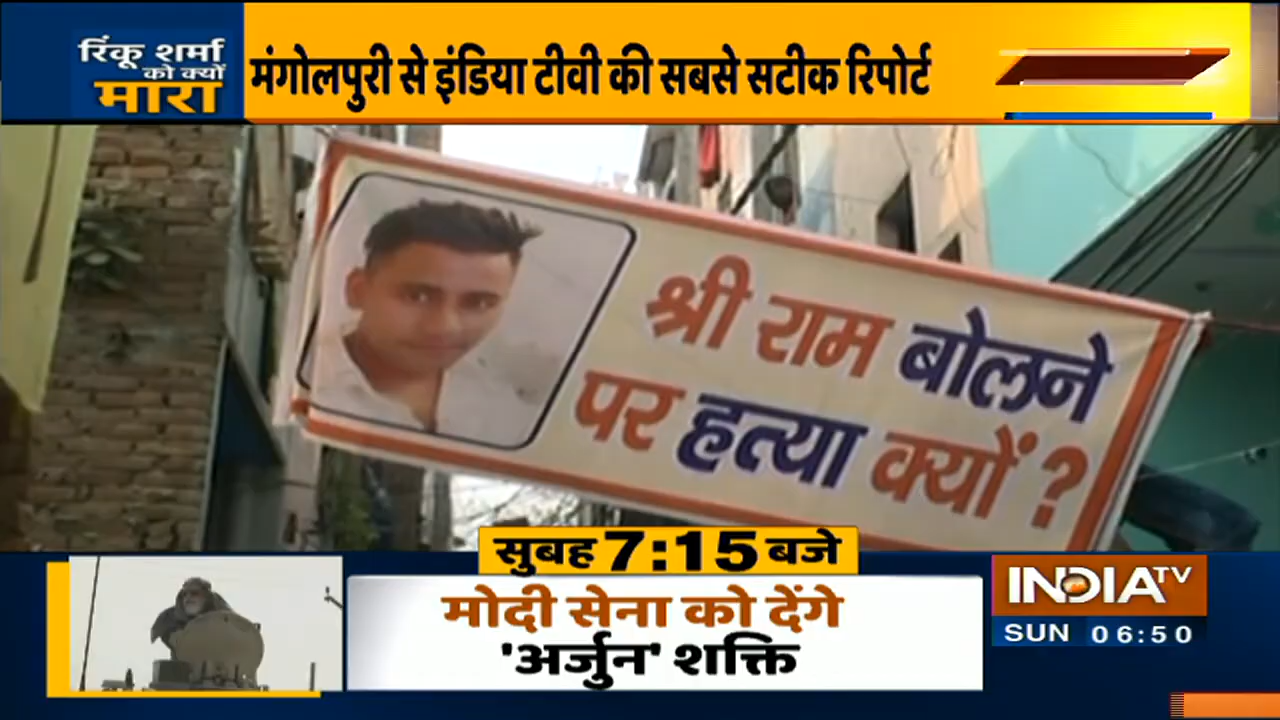 रिंकू शर्मा
को क्यों
मारा
मंगोलपुरी से इंडिया टीवी की सबसे सटीक रिपोर्ट
श्री राम बोलने
पर हत्या क्यों ?
सुबह 7:15 बजे
मोदी सेना को देंगे
'अर्जुन' शक्ति
INDIA TV
SUN 06:50